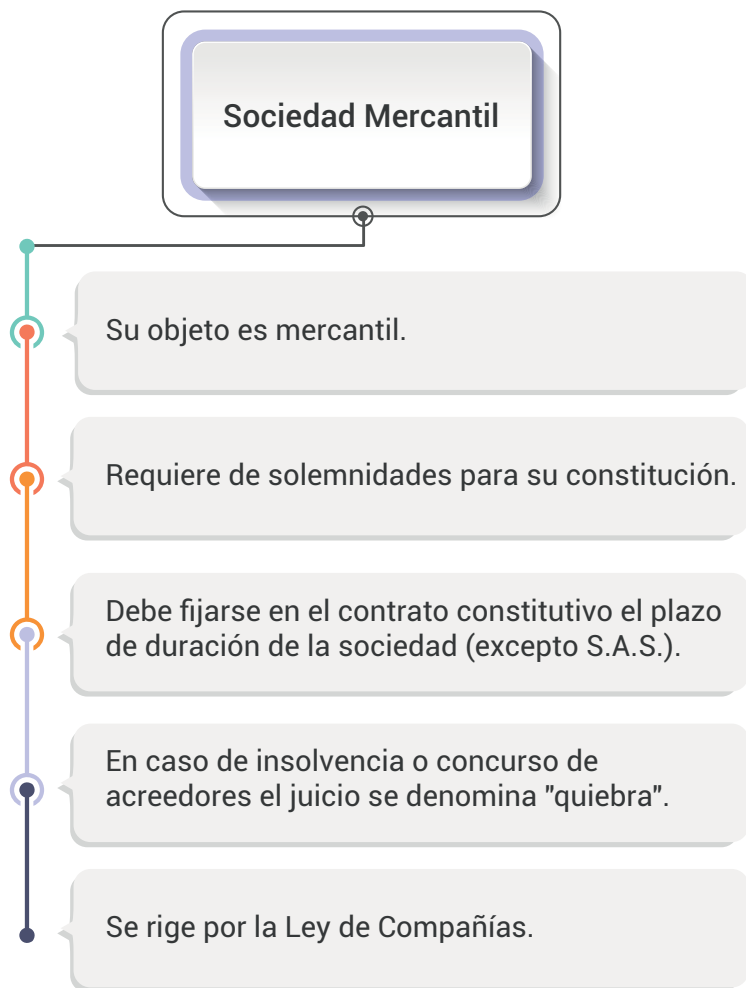 Sociedad Mercantil
Su objeto es mercantil.
Requiere de solemnidades para su constitución.
Debe fijarse en el contrato constitutivo el plazo
de duración de la sociedad (excepto S.A.S.).
En caso de insolvencia o concurso de
acreedores el juicio se denomina "quiebra".
Se rige por la Ley de Compañías.